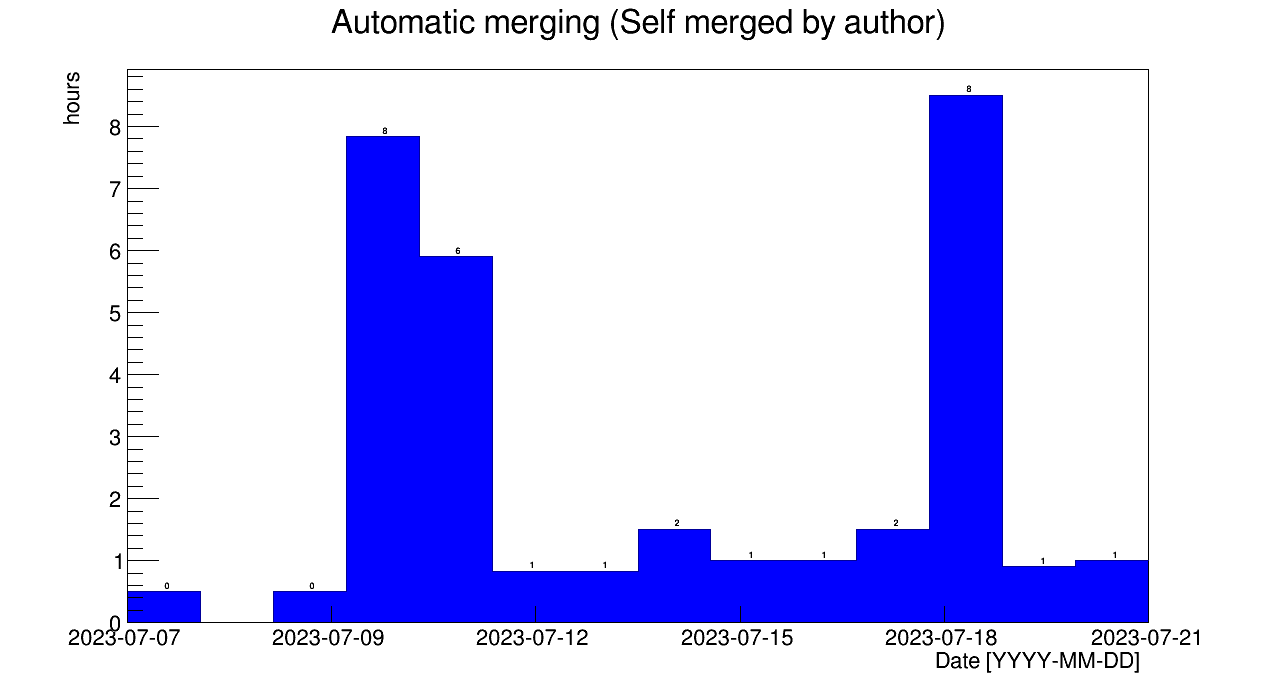 Automatic merging (Self merged by author)
hours
8
7
6
5
4
3
2
1
0
0 0 8 6 1 1 2 1 1 2 8 1 1
2023-07-07 2023-07-09 2023-07-12 2023-07-15 2023-07-18 2023-07-21
Date [YYYY-MM-DD]